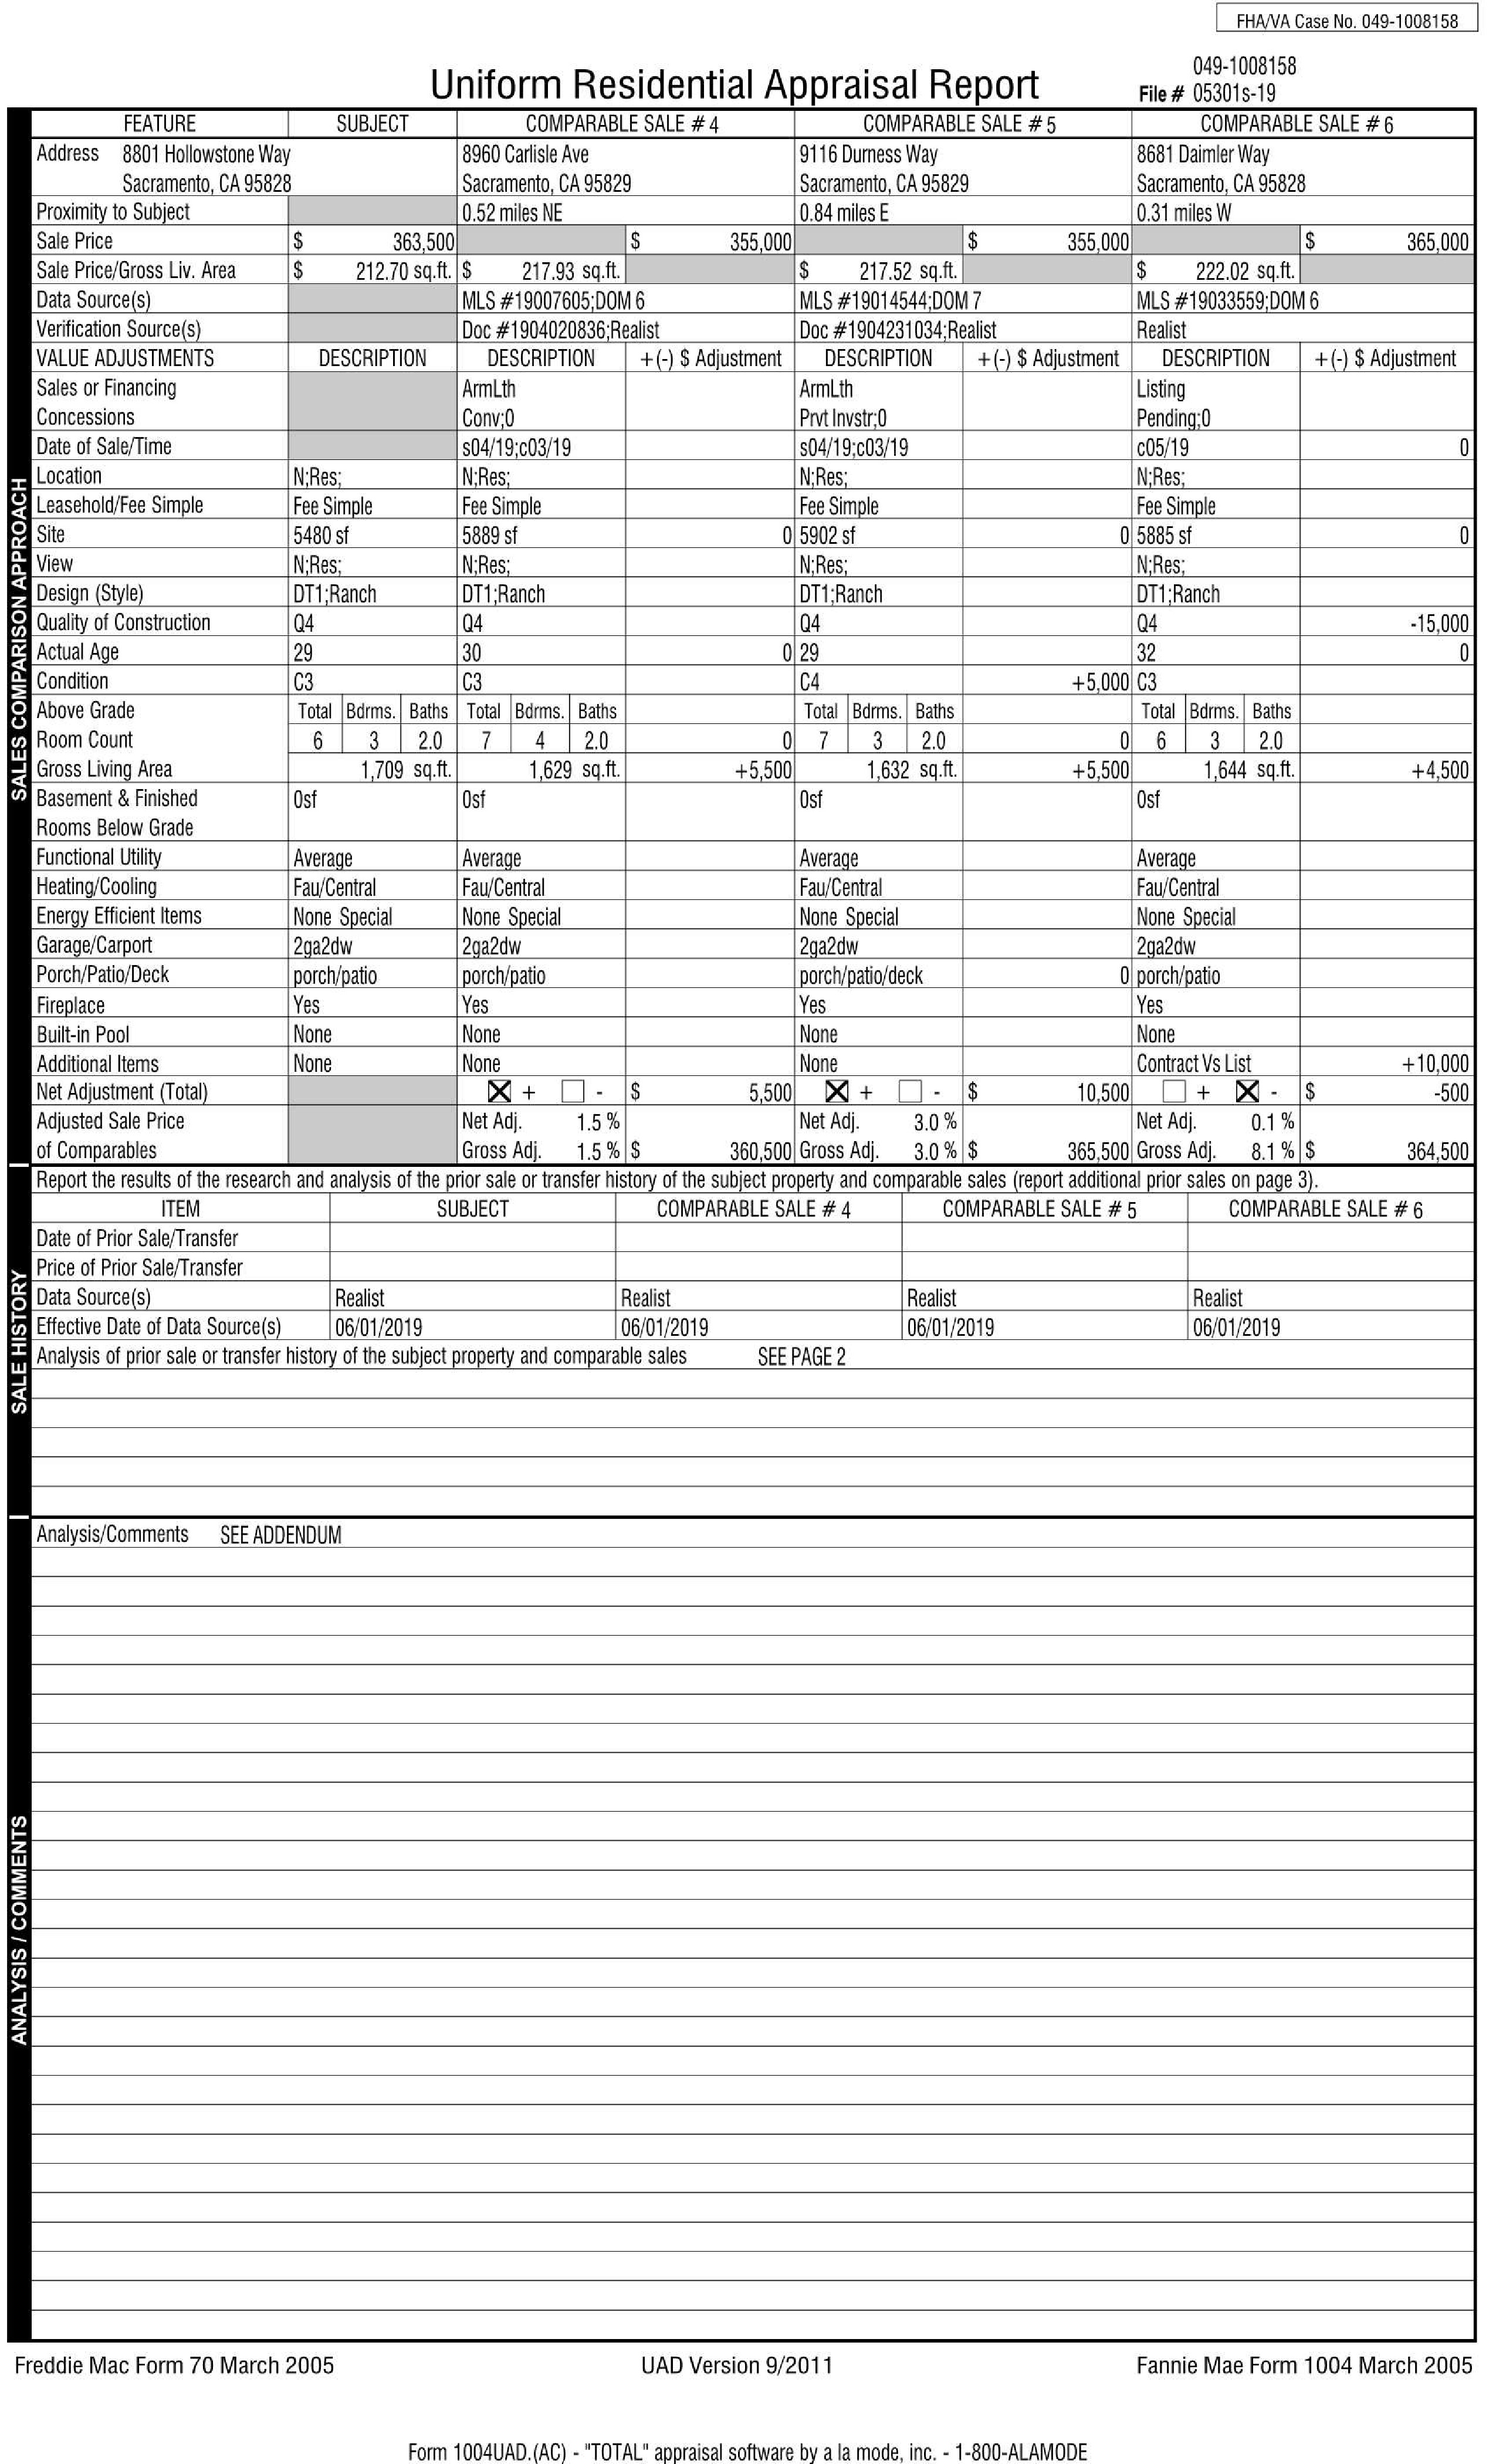 FHA/VA Case No. 049-1008158
049-1008158
Uniform Residential Appraisal Report File # 05301s-19
FEATURE SUBJECT COMPARABLE SALE # 4 COMPARABLE SALE # 5 COMPARABLE SALE # 6
Address 8801 Hollowstone Way 8960 Carlisle Ave 9116 Durness Way 8681 Daimler Way
Sacramento, CA 95828 Sacramento, CA 95829 Sacramento, CA 95829 Sacramento, CA 95828
Proximity to Subject 0.52 miles NE 0.84 miles E 0.31 miles W
Sale Price $ 363,500 $ 355,000 $ 355,000 $ 365,000
Sale Price/Gross Liv. Area $ 212.70 sq.ft. $ 217.93 sq.ft. $ 217.52 sq.ft. $ 222.02 sq.ft.
Data Source(s) MLS #19007605;DOM 6 MLS #19014544;DOM 7 MLS #19033559;DOM 6
Verification Source(s) Doc #1904020836;Realist Doc #1904231034;Realist Realist
VALUE ADJUSTMENTS DESCRIPTION DESCRIPTION +(-) $ Adjustment DESCRIPTION +(-) $ Adjustment DESCRIPTION +(-) $ Adjustment
Sales or Financing ArmLth ArmLth Listing
Concessions Conv;0 Prvt Invstr;0 Pending;0
Date of Sale/Time s04/19;c03/19 s04/19;c03/19 c05/19 0
Location N;Res; N;Res; N;Res; N;Res;
Leasehold/Fee Simple Fee Simple Fee Simple Fee Simple Fee Simple
Site 5480 sf 5889 sf 0 5902 sf 0 5885 sf 0
View N;Res; N;Res; N;Res; N;Res;
Design (Style) DT1;Ranch DT1;Ranch DT1;Ranch DT1;Ranch
Quality of Construction Q4 Q4 Q4 Q4 -15,000
Actual Age 29 30 0 29 32 0
Condition C3 C3 C4 +5,000 C3
Above Grade Total Bdrms. Baths Total Bdrms. Baths Total Bdrms. Baths Total Bdrms. Baths
Room Count 6 3 2.0 7 4 2.0 0 7 3 2.0 0 6 3 2.0
Gross Living Area 1,709 sq.ft. 1,629 sq.ft. +5,500 1,632 sq.ft. +5,500 1,644 sq.ft. +4,500
Basement & Finished 0sf 0sf 0sf 0sf
Rooms Below Grade
Functional Utility Average Average Average Average
Heating/Cooling Fau/Central Fau/Central Fau/Central Fau/Central
Energy Efficient Items None Special None Special None Special None Special
Garage/Carport 2ga2dw 2ga2dw 2ga2dw 2ga2dw
Porch/Patio/Deck porch/patio porch/patio porch/patio/deck 0 porch/patio
Fireplace Yes Yes Yes Yes
Built-in Pool None None None None
Additional Items None None None Contract Vs List +10,000
Net Adjustment (Total) + - $ 5,500 + - $ 10,500 + - $ -500
Adjusted Sale Price Net Adj. 1.5 % Net Adj. 3.0 % Net Adj. 0.1 %
of Comparables Gross Adj. 1.5 % $ 360,500 Gross Adj. 3.0 % $ 365,500 Gross Adj. 8.1 % $ 364,500
SALES COMPARISON APPROACH
Report the results of the research and analysis of the prior sale or transfer history of the subject property and comparable sales (report additional prior sales on page 3).
ITEM SUBJECT COMPARABLE SALE # 4 COMPARABLE SALE # 5 COMPARABLE SALE # 6
Date of Prior Sale/Transfer
Price of Prior Sale/Transfer
Data Source(s) Realist Realist Realist Realist
Effective Date of Data Source(s) 06/01/2019 06/01/2019 06/01/2019 06/01/2019
Analysis of prior sale or transfer history of the subject property and comparable sales SEE PAGE 2
SALE HISTORY
Analysis/Comments SEE ADDENDUM
ANALYSIS / COMMENTS
Freddie Mac Form 70 March 2005 UAD Version 9/2011 Fannie Mae Form 1004 March 2005
Form 1004UAD.(AC) - "TOTAL" appraisal software by a la mode, inc. - 1-800-ALAMODE